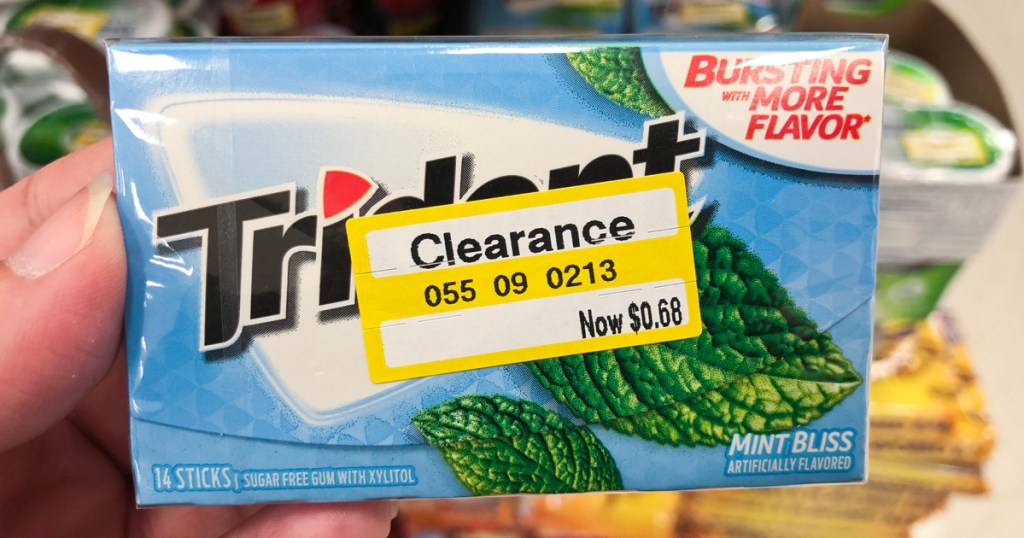 BURSTING
WITH MORE
FLAVOR*
Trident
Clearance
055 09 0213
Now $0.68
MINT BLISS
ARTIFICIALLY FLAVORED
14 STICKS | SUGAR FREE GUM WITH XYLITOL